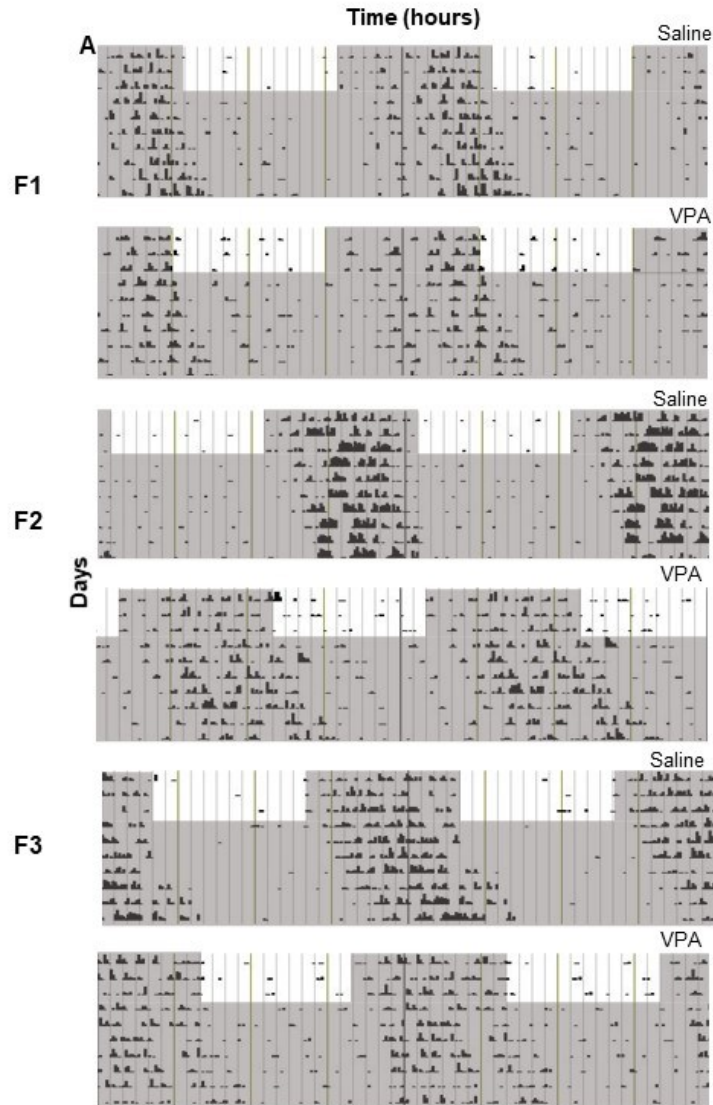 Time (hours)
A
Saline
F1
VPA
Saline
F2
VPA
Days
Saline
F3
VPA